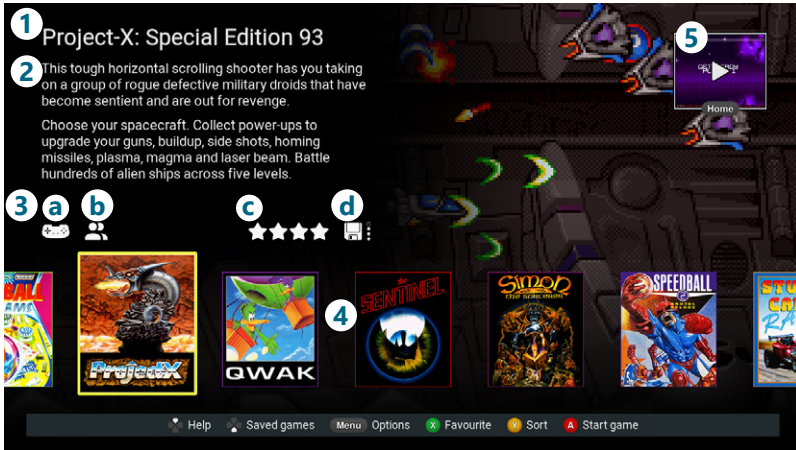 1
Project-X: Special Edition 93
2
This tough horizontal scrolling shooter has you taking
on a group of rogue defective military droids that have
become sentient and are out for revenge.
Choose your spacecraft. Collect power-ups to
upgrade your guns, buildup, side shots, homing
missiles, plasma, magma and laser beam. Battle
hundreds of alien ships across five levels.
5
Home
3
a
b
c
d
ProjectX
QWAK
4
the
SENTINEL
Simon
the Sorcerer
SPEEDBALL
2
BRUTAL
DELUXE
Help
Saved games
Menu
Options
X
Favourite
Y
Sort
A
Start game